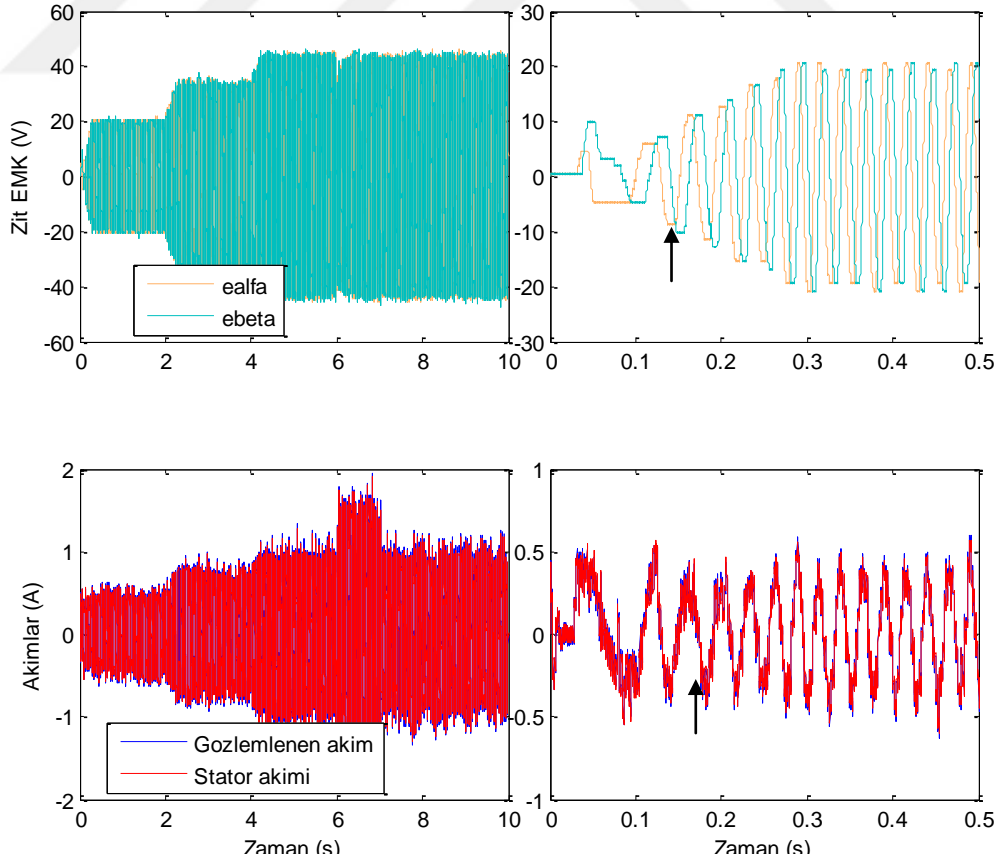 60
40
20
0
-20
-40
-60
Zit EMK (V)
ealfa
ebeta
0 2 4 6 8 10
30
20
10
0
-10
-20
-30
0 0.1 0.2 0.3 0.4 0.5
2
1
0
-1
-2
Akimlar (A)
Gozlemlenen akim
Stator akimi
0 2 4 6 8 10
Zaman (s)
1
0.5
0
-0.5
-1
0 0.1 0.2 0.3 0.4 0.5
Zaman (s)